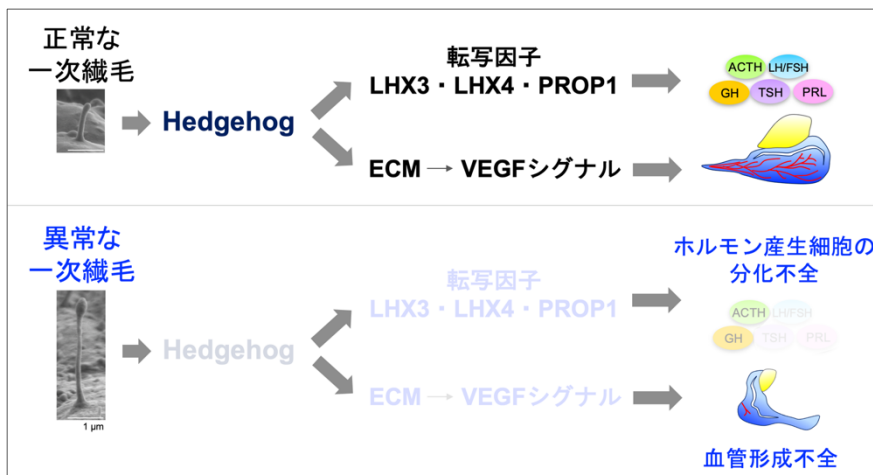 正常な
一次繊毛
Hedgehog
転写因子
LHX3・LHX4・PROP1
ECM → VEGFシグナル
ACTH LH/FSH
GH TSH PRL
異常な
一次繊毛
1 μm
Hedgehog
転写因子
LHX3・LHX4・PROP1
ECM → VEGFシグナル
ホルモン産生細胞の
分化不全
ACTH LH/FSH
GH TSH PRL
血管形成不全